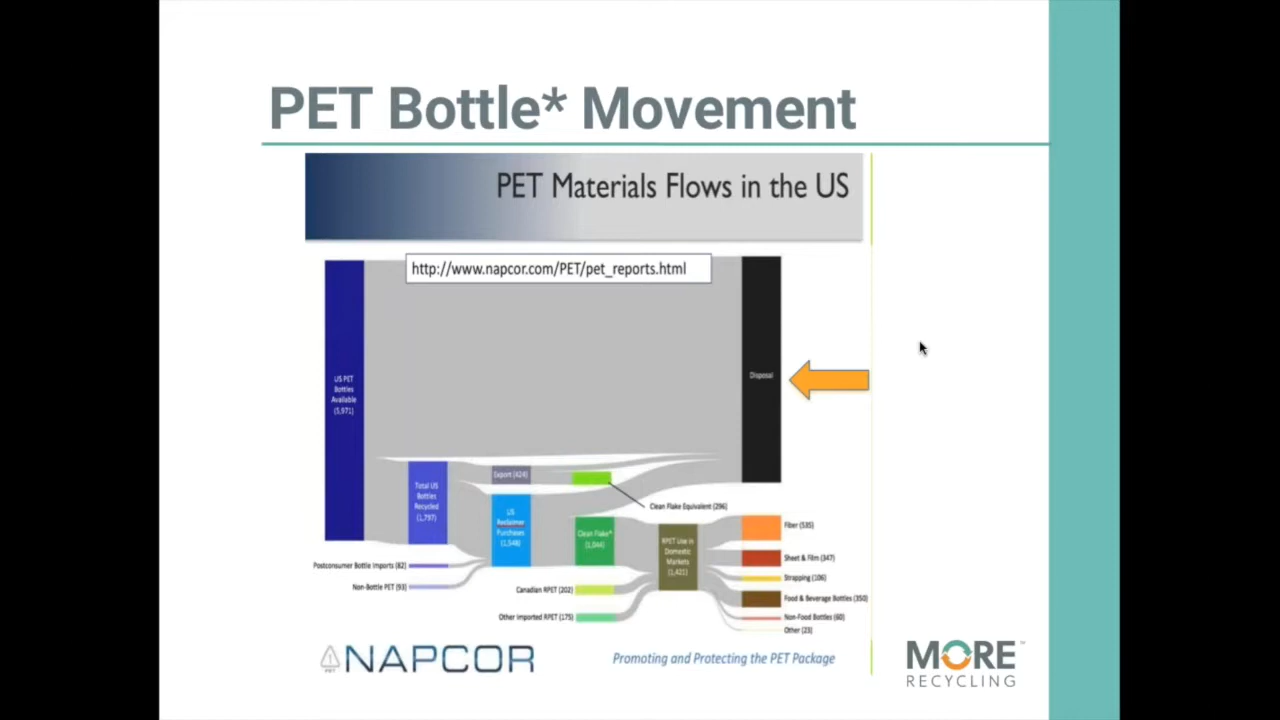 PET Bottle* Movement
PET Materials Flows in the US
http://www.napcor.com/PET/pet_reports.html
US PET
Bottles
Available
(5,971)
Disposal
Total US
Bottles
Recycled
(1,797)
Export (424)
Clean Flake Equivalent (296)
US
Reclaimer
Purchases
(1,548)
Clean Flake*
(1,044)
RPET Use in
Domestic
Markets
(1,421)
Fiber (535)
Sheet & Film (347)
Strapping (106)
Food & Beverage Bottles (350)
Non-Food Bottles (60)
Other (23)
Postconsumer Bottle Imports (82)
Non-Bottle PET (93)
Canadian RPET (202)
Other Imported RPET (175)
1
PET
NAPCOR
Promoting and Protecting the PET Package
MORE
RECYCLING